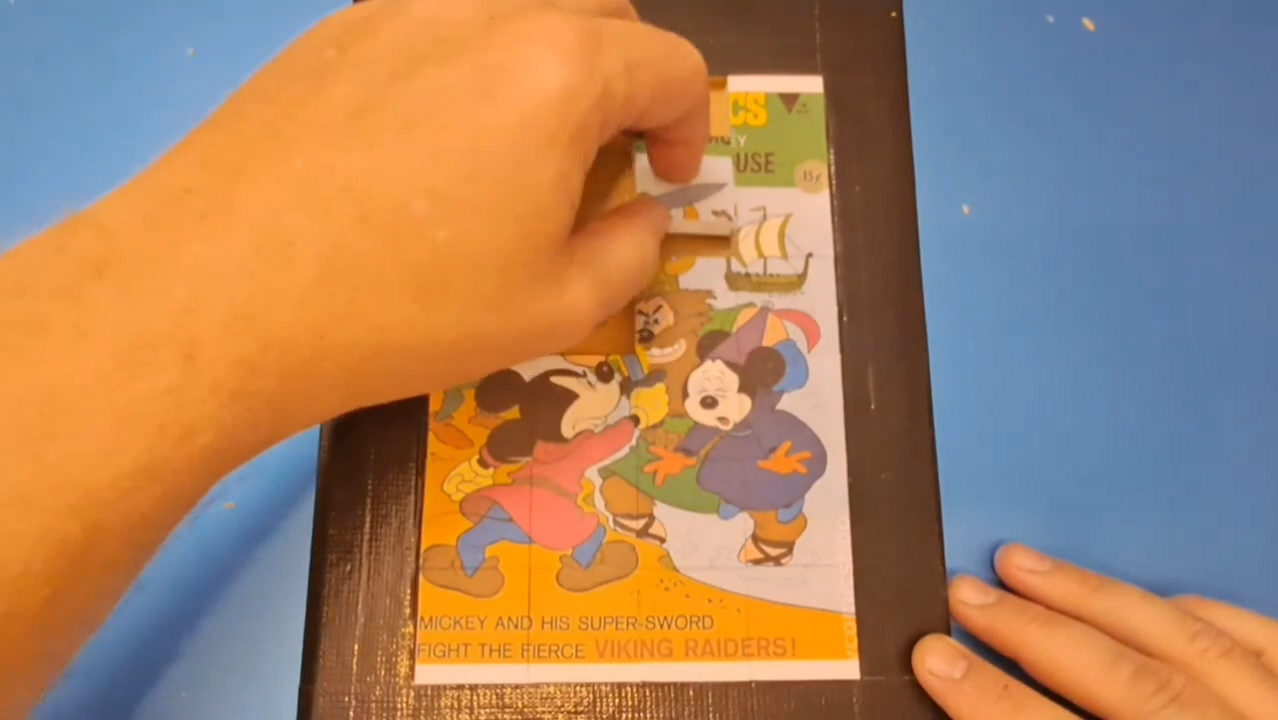 CS
USE
15¢
MICKEY AND HIS SUPER-SWORD
FIGHT THE FIERCE VIKING RAIDERS!